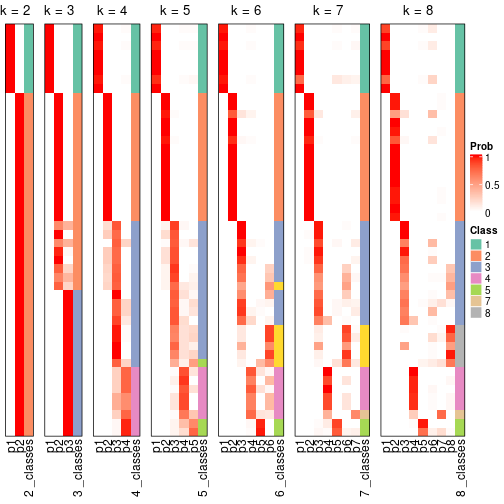 k = 2 k = 3 k = 4 k = 5 k = 6 k = 7 k = 8
Prob
1
0.5
0
Class
1
2
3
4
5
7
8
p1 p2 2_classes
p1 p2 p3 3_classes
p1 p2 p3 p4 4_classes
p1 p2 p3 p4 p5 5_classes
p1 p2 p3 p4 p5 p6 6_classes
p1 p2 p3 p4 p5 p6 p7 7_classes
p1 p2 p3 p4 p5 p6 p7 p8 8_classes